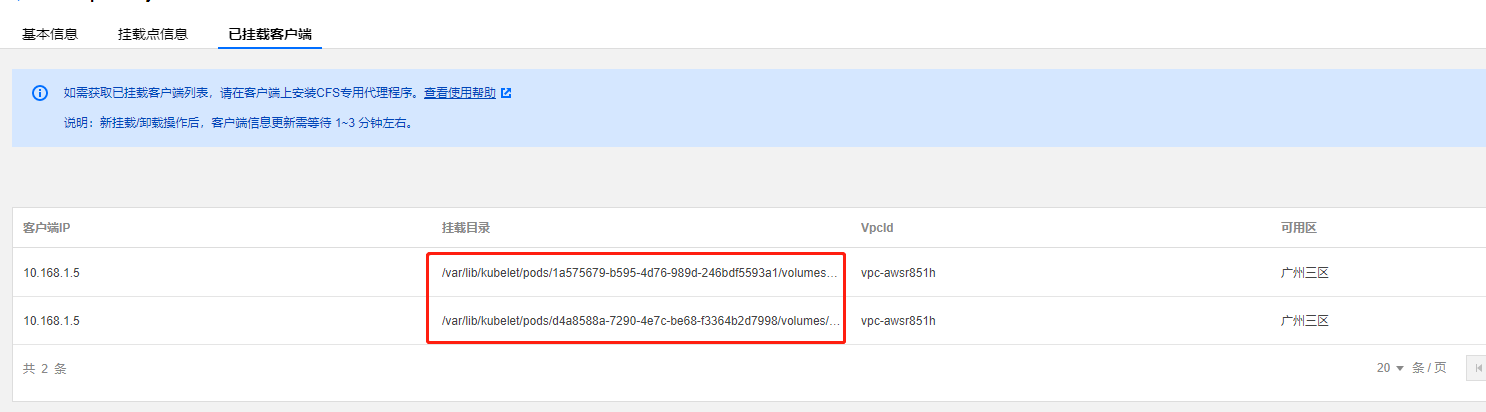 基本信息 挂载点信息 已挂载客户端
如需获取已挂载客户端列表，请在客户端上安装CFS专用代理程序。查看使用帮助
说明：新挂载/卸载操作后，客户端信息更新需等待 1~3 分钟左右。
客户端IP 挂载目录 VpcId 可用区
10.168.1.5 /var/lib/kubelet/pods/1a575679-b595-4d76-989d-246bdf5593a1/volumes... vpc-awsr851h 广州三区
10.168.1.5 /var/lib/kubelet/pods/d4a8588a-7290-4e7c-be68-f3364b2d7998/volumes/... vpc-awsr851h 广州三区
共 2 条 20 条 / 页